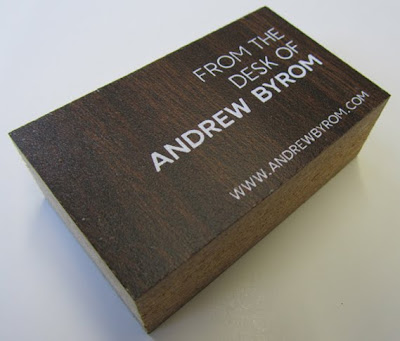 FROM THE
DESK OF
ANDREW BYROM
WWW.ANDREWBYROM.COM